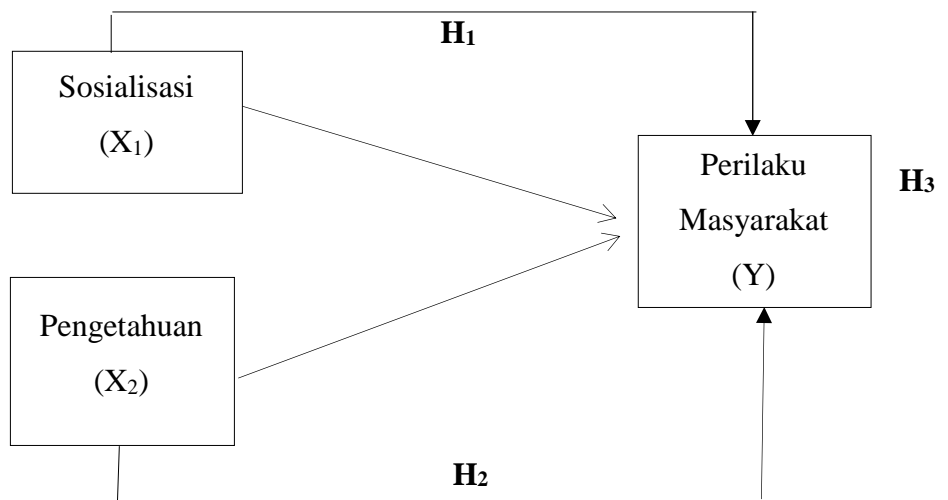 H₁
Sosialisasi
(X₁)
Perilaku
Masyarakat
(Y)
H₃
Pengetahuan
(X₂)
H₂